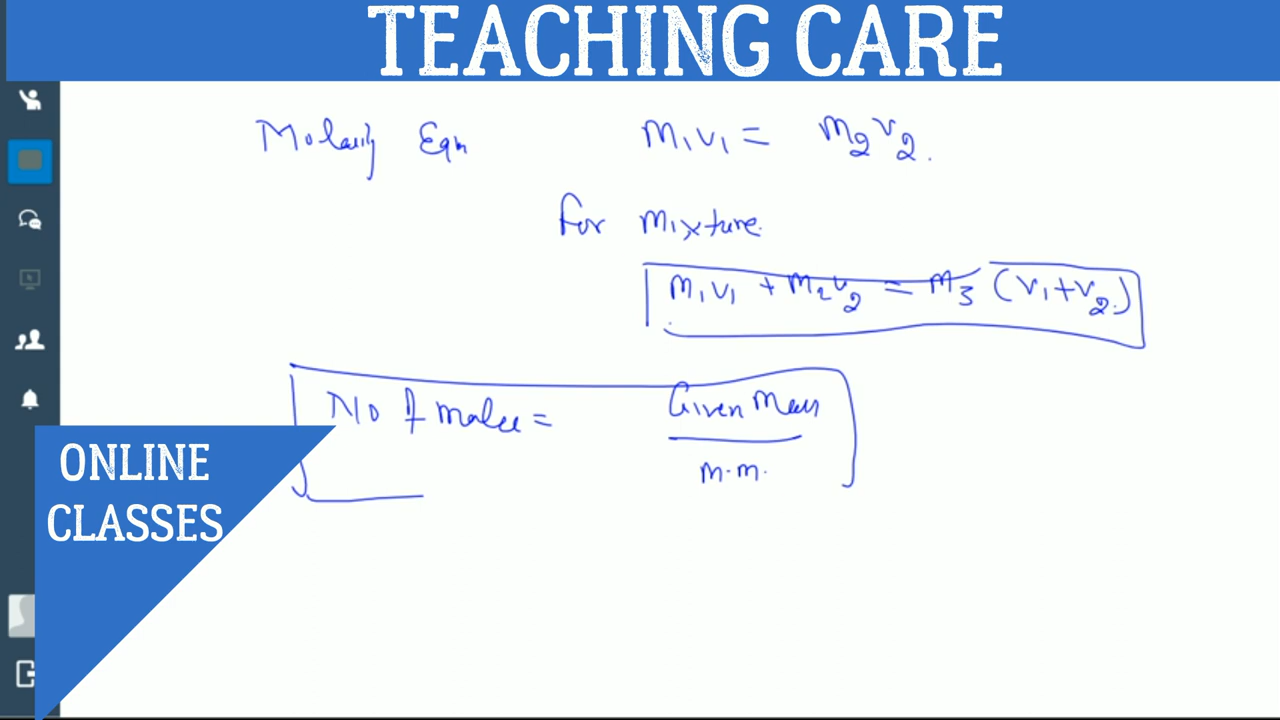 TEACHING CARE
Molarity Eqn m₁v₁ = m₂v₂.
for mixture.
m₁v₁ + m₂v₂ = m₃ (v₁+v₂)
No of moles = Given Mass
m.m.
ONLINE
CLASSES